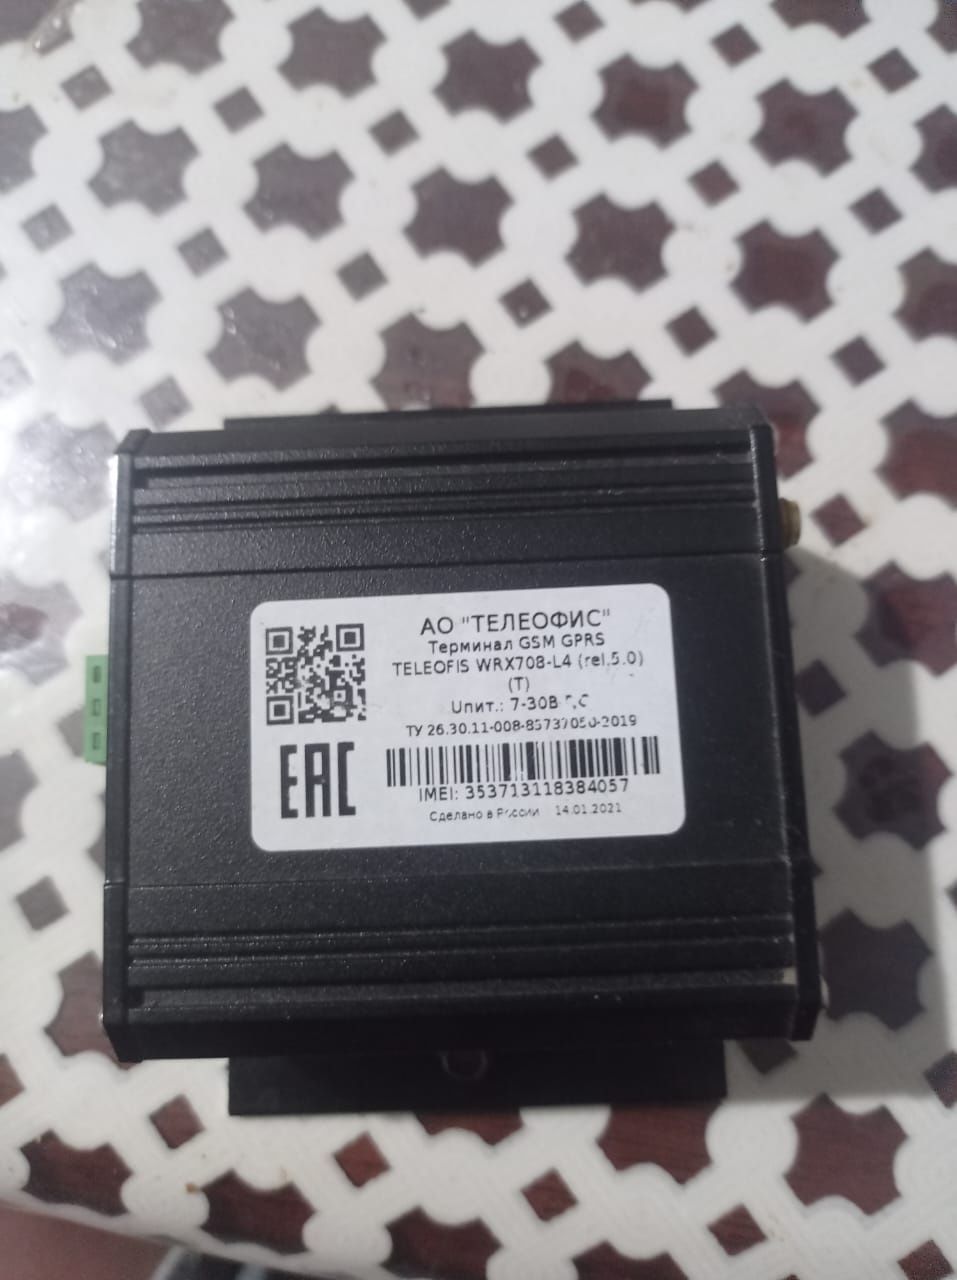 АО "ТЕЛЕОФИС"
Терминал GSM GPRS
TELEOFIS WRX708-L4 (rel.5.0)
(T)
Uпит.: 7-30В
ТУ 26.30.11-008-85737050-2019
EAC
IMEI: 353713118384057
Сделано в России 14.01.2021